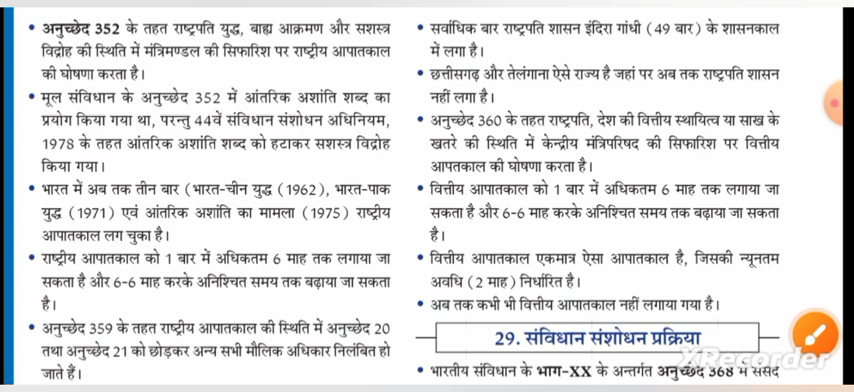 • अनुच्छेद 352 के तहत राष्ट्रपति युद्ध, बाह्य आक्रमण और सशस्त्र
विद्रोह की स्थिति में मंत्रिमण्डल की सिफारिश पर राष्ट्रीय आपातकाल
की घोषणा करता है।
• मूल संविधान के अनुच्छेद 352 में आंतरिक अशांति शब्द का
प्रयोग किया गया था, परन्तु 44वें संविधान संशोधन अधिनियम,
1978 के तहत आंतरिक अशांति शब्द को हटाकर सशस्त्र विद्रोह
किया गया।
• भारत में अब तक तीन बार (भारत-चीन युद्ध (1962), भारत-पाक
युद्ध (1971) एवं आंतरिक अशांति का मामला (1975) राष्ट्रीय
आपातकाल लग चुका है।
• राष्ट्रीय आपातकाल को 1 बार में अधिकतम 6 माह तक लगाया जा
सकता है और 6-6 माह करके अनिश्चित समय तक बढ़ाया जा सकता
है।
• अनुच्छेद 359 के तहत राष्ट्रीय आपातकाल की स्थिति में अनुच्छेद 20
तथा अनुच्छेद 21 को छोड़कर अन्य सभी मौलिक अधिकार निलंबित हो
जाते हैं।
• सर्वाधिक बार राष्ट्रपति शासन इंदिरा गांधी (49 बार) के शासनकाल
में लगा है।
• छत्तीसगढ़ और तेलंगाना ऐसे राज्य है जहां पर अब तक राष्ट्रपति शासन
नहीं लगा है।
• अनुच्छेद 360 के तहत राष्ट्रपति, देश की वित्तीय स्थायित्व या साख के
खतरे की स्थिति में केन्द्रीय मंत्रिपरिषद की सिफारिश पर वित्तीय
आपतकाल की घोषणा करता है।
• वित्तीय आपातकाल को 1 बार में अधिकतम 6 माह तक लगाया जा
सकता है और 6-6 माह करके अनिश्चित समय तक बढ़ाया जा सकता
है।
• वित्तीय आपातकाल एकमात्र ऐसा आपातकाल है, जिसकी न्यूनतम
अवधि (2 माह) निर्धारित है।
• अब तक कभी भी वित्तीय आपातकाल नहीं लगाया गया है।
29. संविधान संशोधन प्रक्रिया
XRecorder
• भारतीय संविधान के भाग-XX के अन्तर्गत अनुच्छेद 368 में संसद